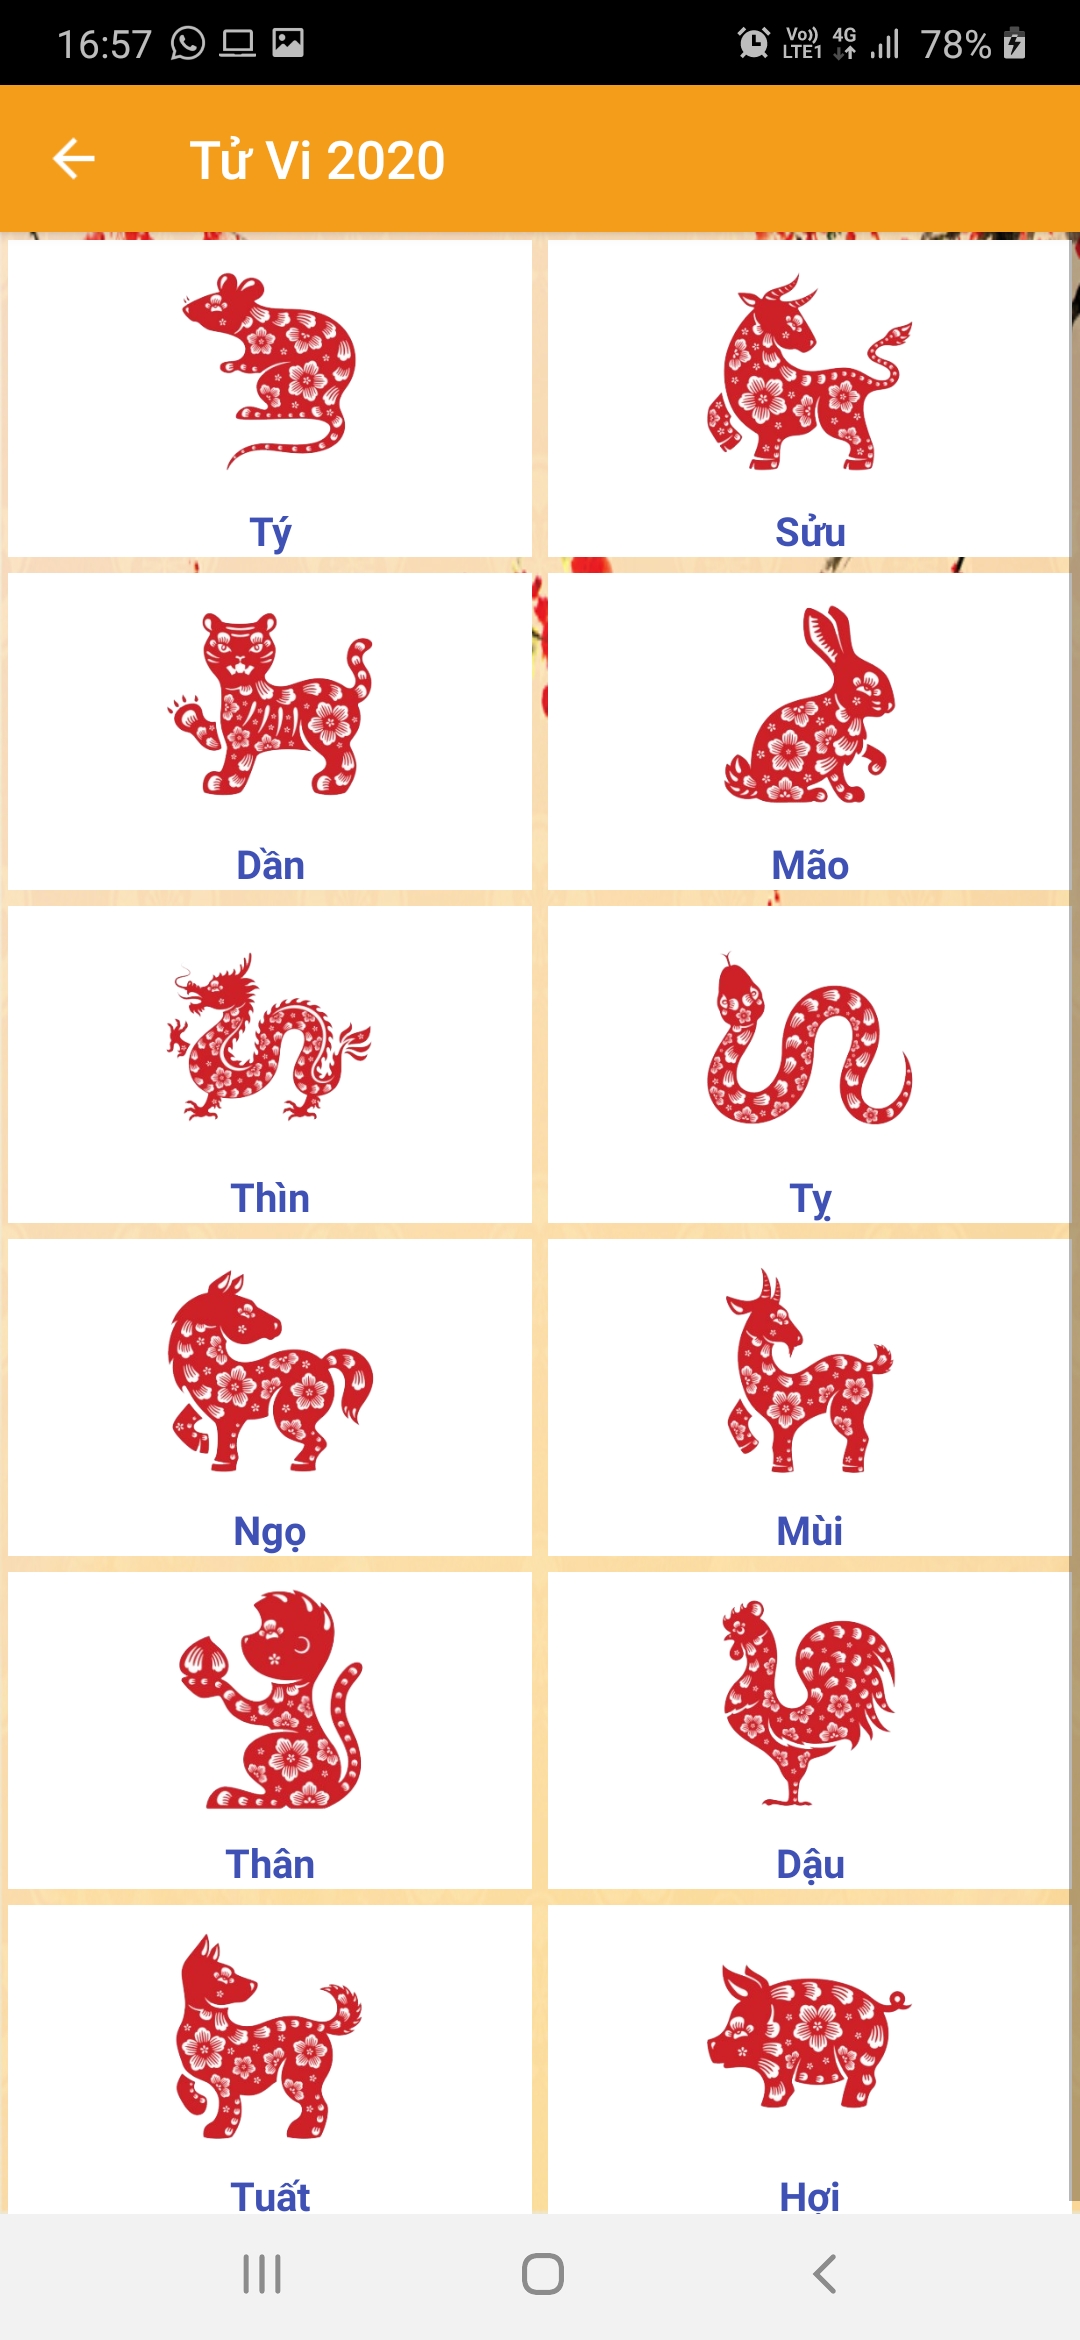 16:57
Vo)) 4G
LTE1
78%
Tử Vi 2020
Tý
Sửu
Dần
Mão
Thìn
Tỵ
Ngọ
Mùi
Thân
Dậu
Tuất
Hợi